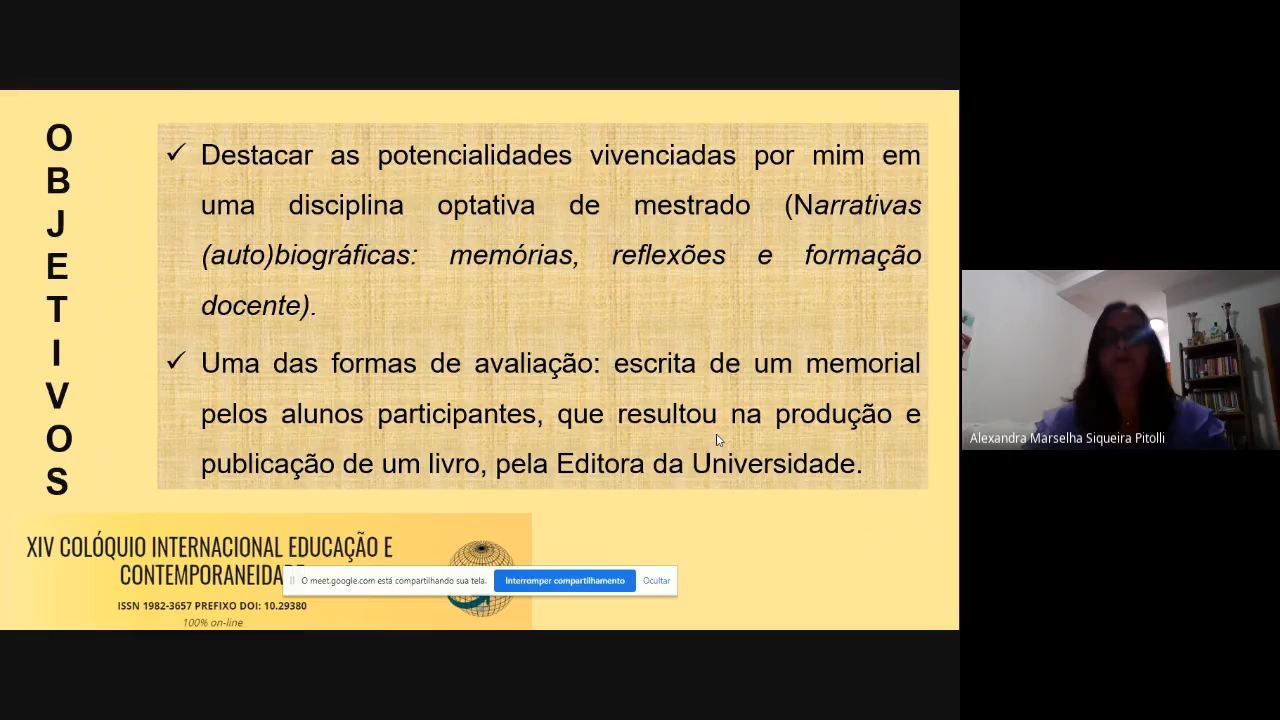 O
B
J
E
T
I
V
O
S
✓ Destacar as potencialidades vivenciadas por mim em
uma disciplina optativa de mestrado (Narrativas
(auto)biográficas: memórias, reflexões e formação
docente).
✓ Uma das formas de avaliação: escrita de um memorial
pelos alunos participantes, que resultou na produção e
publicação de um livro, pela Editora da Universidade.
XIV COLÓQUIO INTERNACIONAL EDUCAÇÃO E
CONTEMPORANEIDADE
ISSN 1982-3657 PREFIXO DOI: 10.29380
100% on-line
O meet.google.com está compartilhando sua tela.
Interromper compartilhamento
Ocultar
Alexandra Marselha Siqueira Pitolli